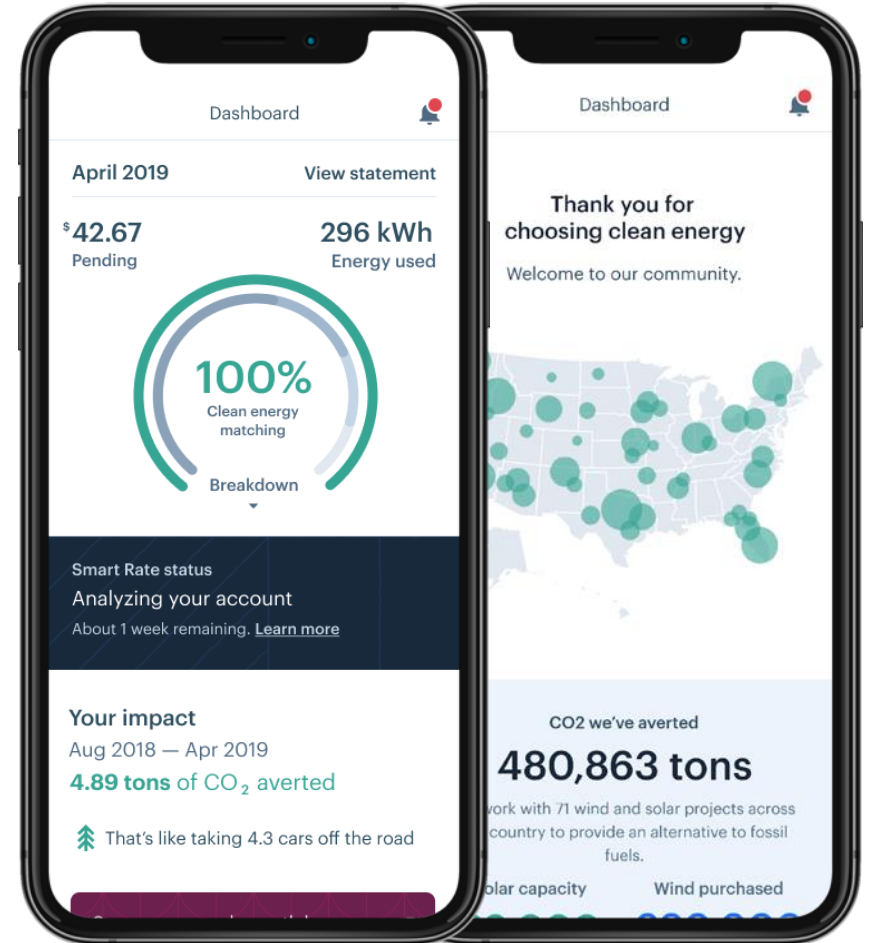 Dashboard
April 2019
View statement
$42.67
296 kWh
Pending
Energy used
100%
Clean energy
matching
Breakdown
Smart Rate status
Analyzing your account
About 1 week remaining. Learn more
Your impact
Aug 2018 — Apr 2019
4.89 tons of CO2 averted
That's like taking 4.3 cars off the road
Dashboard
Thank you for
choosing clean energy
Welcome to our community.
CO2 we've averted
480,863 tons
work with 71 wind and solar projects across
country to provide an alternative to fossil
fuels.
olar capacity
Wind purchased